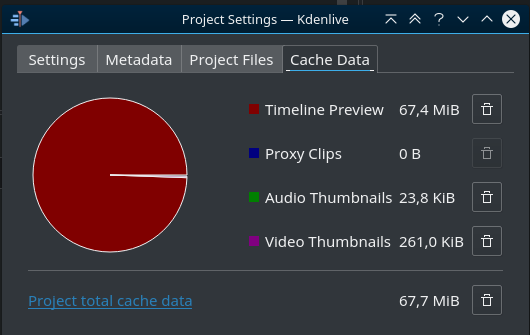 Project Settings — Kdenlive
Settings Metadata Project Files Cache Data
Timeline Preview 67,4 MiB
Proxy Clips 0 B
Audio Thumbnails 23,8 KiB
Video Thumbnails 261,0 KiB
Project total cache data 67,7 MiB